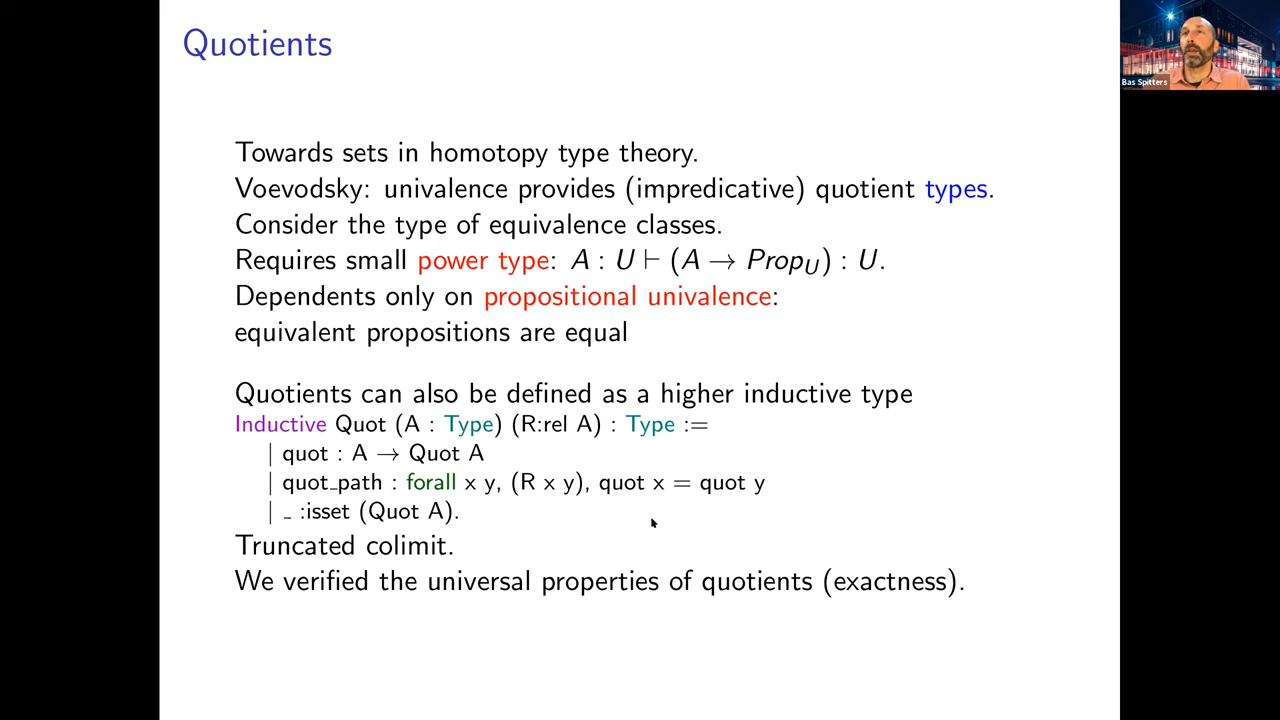 Quotients
Bas Spitters
Towards sets in homotopy type theory.
Voevodsky: univalence provides (impredicative) quotient types.
Consider the type of equivalence classes.
Requires small power type: A : U ⊢ (A → Prop_U) : U.
Dependents only on propositional univalence:
equivalent propositions are equal
Quotients can also be defined as a higher inductive type
Inductive Quot (A : Type) (R:rel A) : Type :=
| quot : A → Quot A
| quot_path : forall x y, (R x y), quot x = quot y
| _ :isset (Quot A).
Truncated colimit.
We verified the universal properties of quotients (exactness).